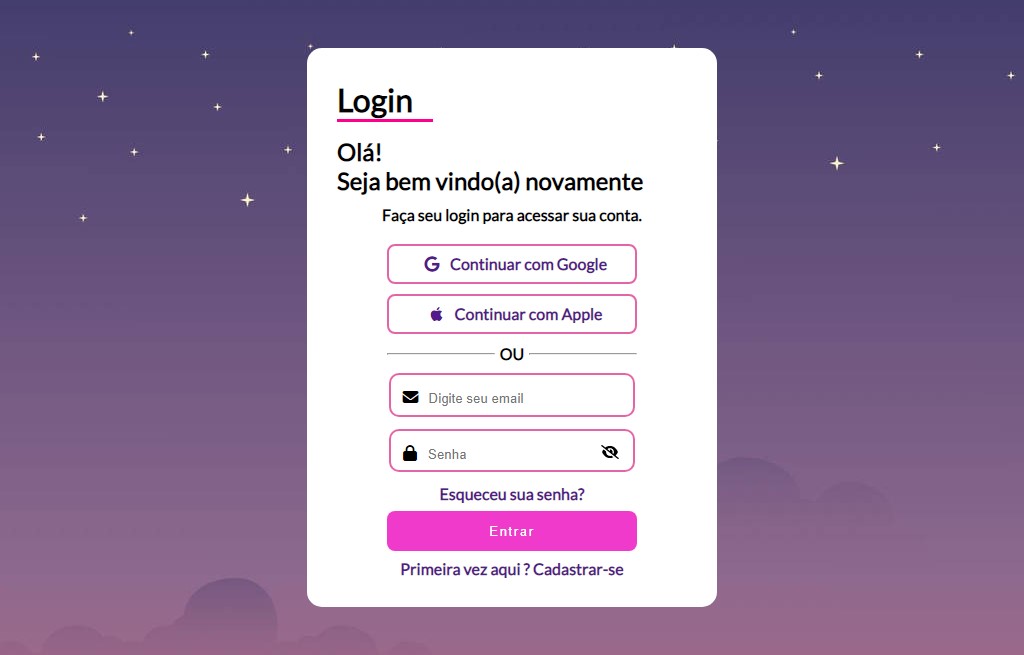 Login
Olá!
Seja bem vindo(a) novamente
Faça seu login para acessar sua conta.
Continuar com Google
Continuar com Apple
OU
Digite seu email
Senha
Esqueceu sua senha?
Entrar
Primeira vez aqui ? Cadastrar-se